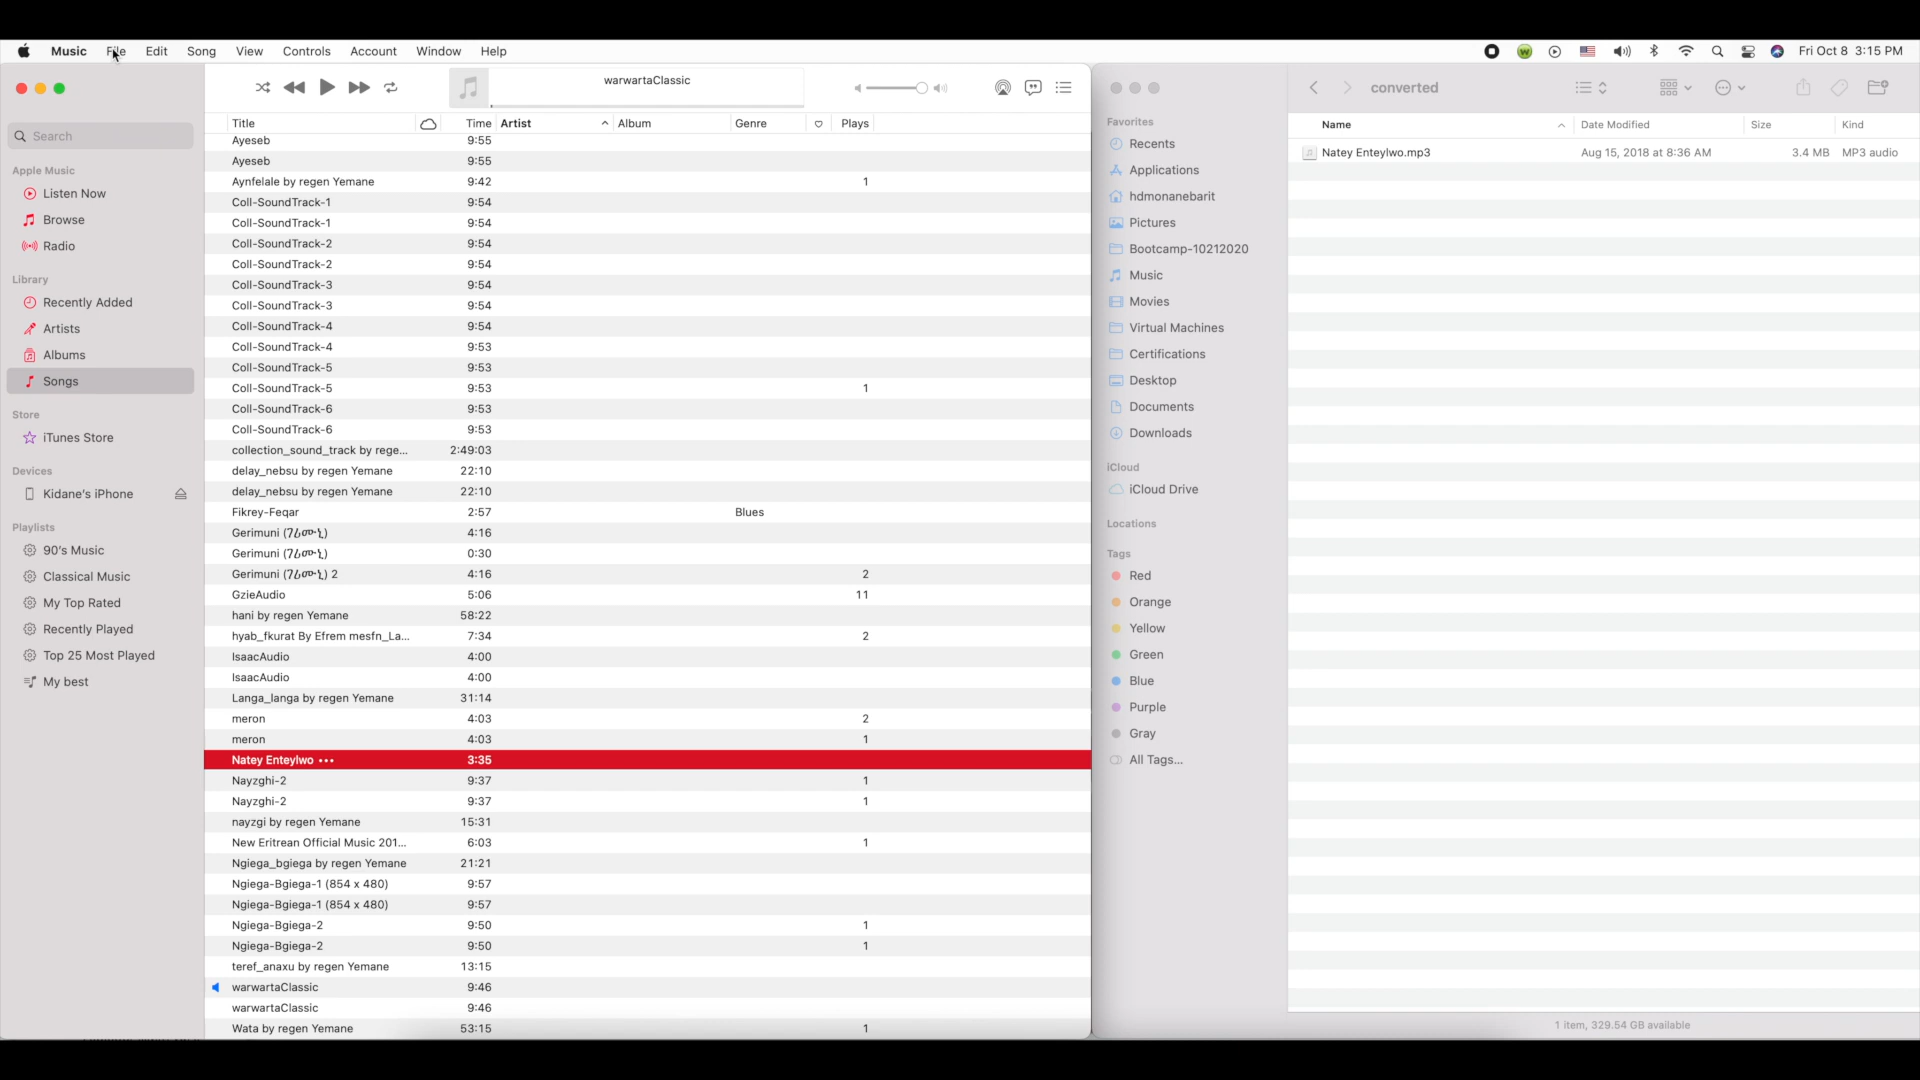 Music File Edit Song View Controls Account Window Help Fri Oct 8 3:15 PM
warwartaClassic
Search
Apple Music
Listen Now
Browse
Radio
Library
Recently Added
Artists
Albums
Songs
Store
iTunes Store
Devices
Kidane's iPhone
Playlists
90's Music
Classical Music
My Top Rated
Recently Played
Top 25 Most Played
My best
Title Time Artist Album Genre Plays
Ayeseb 9:55
Ayeseb 9:55
Aynfelale by regen Yemane 9:42 1
Coll-SoundTrack-1 9:54
Coll-SoundTrack-1 9:54
Coll-SoundTrack-2 9:54
Coll-SoundTrack-2 9:54
Coll-SoundTrack-3 9:54
Coll-SoundTrack-3 9:54
Coll-SoundTrack-4 9:54
Coll-SoundTrack-4 9:53
Coll-SoundTrack-5 9:53
Coll-SoundTrack-5 9:53 1
Coll-SoundTrack-6 9:53
Coll-SoundTrack-6 9:53
collection_sound_track by rege... 2:49:03
delay_nebsu by regen Yemane 22:10
delay_nebsu by regen Yemane 22:10
Fikrey-Feqar 2:57 Blues
Gerimuni (ገሪሙኒ) 4:16
Gerimuni (ገሪሙኒ) 0:30
Gerimuni (ገሪሙኒ) 2 4:16 2
GzieAudio 5:06 11
hani by regen Yemane 58:22
hyab_fkurat By Efrem mesfn_La... 7:34 2
IsaacAudio 4:00
IsaacAudio 4:00
Langa_langa by regen Yemane 31:14
meron 4:03 2
meron 4:03 1
Natey Enteylwo ••• 3:35
Nayzghi-2 9:37 1
Nayzghi-2 9:37 1
nayzgi by regen Yemane 15:31
New Eritrean Official Music 201... 6:03 1
Ngiega_bgiega by regen Yemane 21:21
Ngiega-Bgiega-1 (854 x 480) 9:57
Ngiega-Bgiega-1 (854 x 480) 9:57
Ngiega-Bgiega-2 9:50 1
Ngiega-Bgiega-2 9:50 1
teref_anaxu by regen Yemane 13:15
warwartaClassic 9:46
warwartaClassic 9:46
Wata by regen Yemane 53:15 1
converted
Favorites
Recents
Applications
hdmonanebarit
Pictures
Bootcamp-10212020
Music
Movies
Virtual Machines
Certifications
Desktop
Documents
Downloads
iCloud
iCloud Drive
Locations
Tags
Red
Orange
Yellow
Green
Blue
Purple
Gray
All Tags...
Name Date Modified Size Kind
Natey Enteylwo.mp3 Aug 15, 2018 at 8:36 AM 3.4 MB MP3 audio
1 item, 329.54 GB available